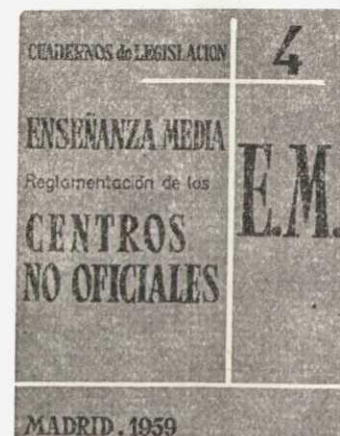 CUADERNOS de LEGISLACION
4
ENSEÑANZA MEDIA
Reglamentación de los
CENTROS
NO OFICIALES
E.M.
MADRID. 1959